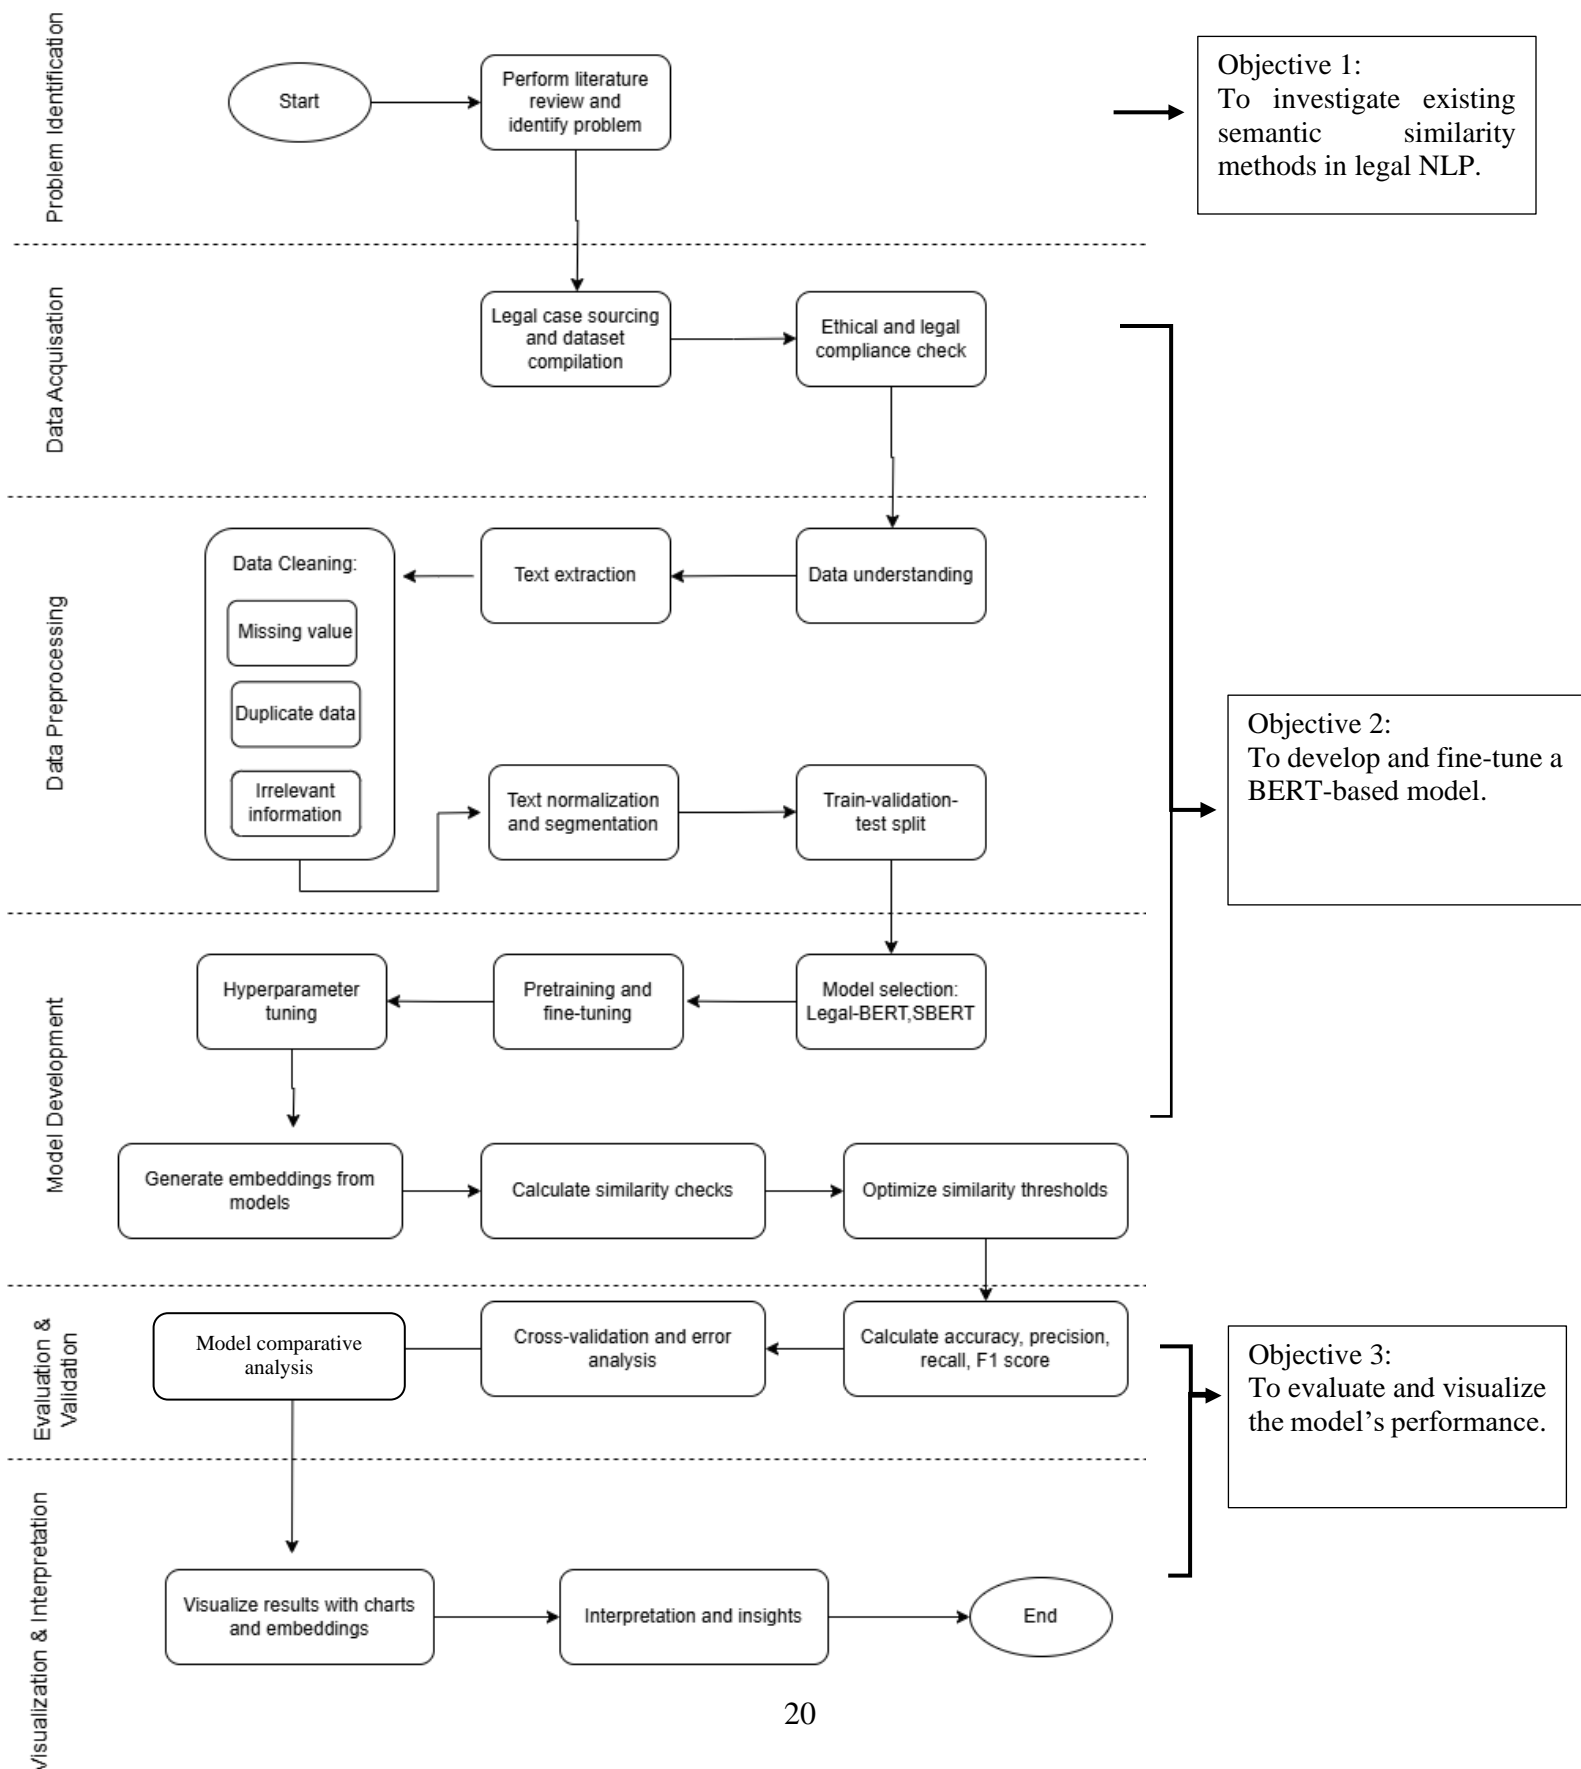 Problem Identification
Start
Perform literature
review and
identify problem
Objective 1:
To investigate existing
semantic similarity
methods in legal NLP.
Data Acquisation
Legal case sourcing
and dataset
compilation
Ethical and legal
compliance check
Data Preprocessing
Data Cleaning:
Missing value
Duplicate data
Irrelevant
information
Text extraction
Data understanding
Text normalization
and segmentation
Train-validation-
test split
Objective 2:
To develop and fine-tune a
BERT-based model.
Model Development
Hyperparameter
tuning
Pretraining and
fine-tuning
Model selection:
Legal-BERT,SBERT
Generate embeddings from
models
Calculate similarity checks
Optimize similarity thresholds
Evaluation &
Validation
Model comparative
analysis
Cross-validation and error
analysis
Calculate accuracy, precision,
recall, F1 score
Objective 3:
To evaluate and visualize
the model’s performance.
Visualization & Interpretation
Visualize results with charts
and embeddings
Interpretation and insights
End
20